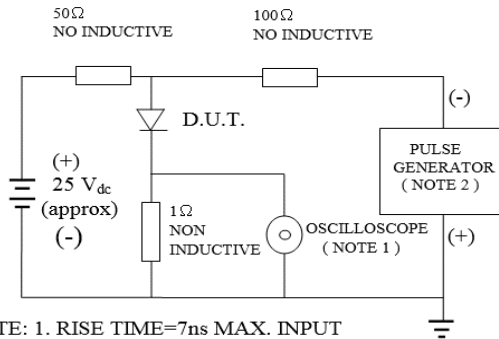 50Ω
NO INDUCTIVE
100Ω
NO INDUCTIVE
(-)
D.U.T.
PULSE
GENERATOR
( NOTE 2 )
(+)
25 Vdc
(approx)
(-)
1Ω
NON
INDUCTIVE
OSCILLOSCOPE
( NOTE 1 )
(+)
TE: 1. RISE TIME=7ns MAX. INPUT